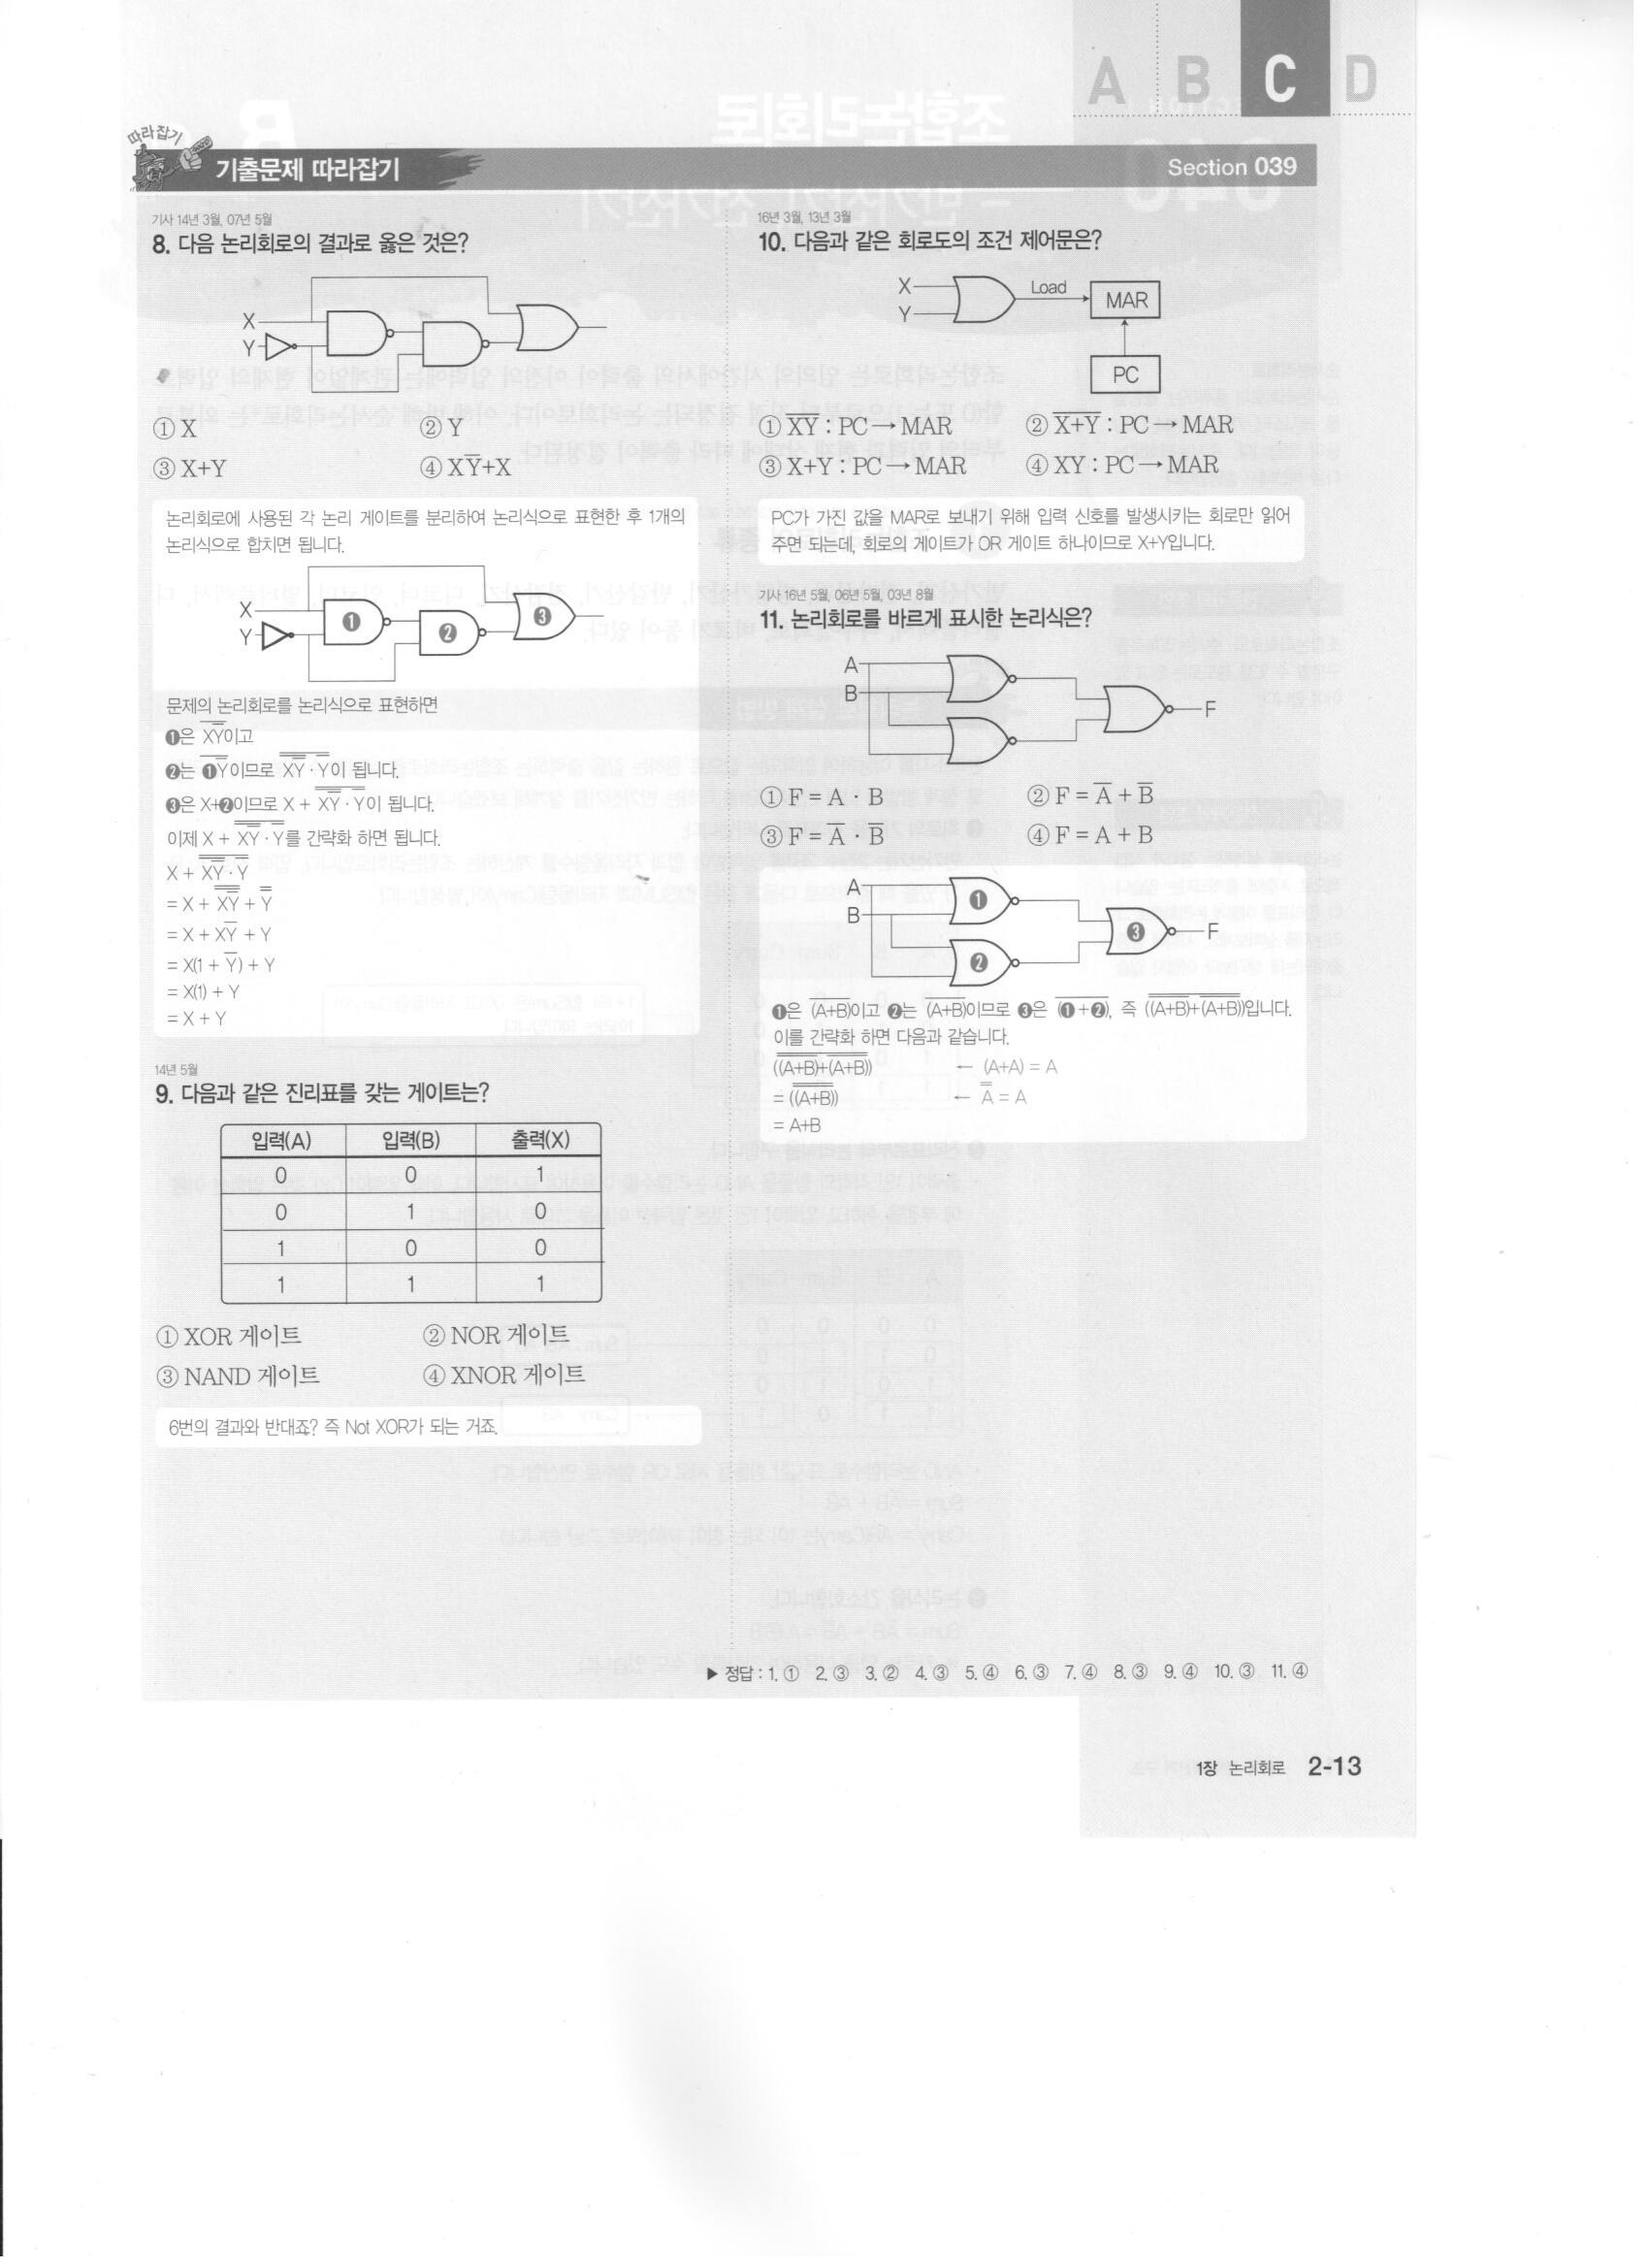 A B C D
따라잡기
기출문제 따라잡기
Section 039
기사 14년 3월, 07년 5월
8. 다음 논리회로의 결과로 옳은 것은?
X
Y
① X ② Y
③ X+Y ④ XY̅+X
논리회로에 사용된 각 논리 게이트를 분리하여 논리식으로 표현한 후 1개의
논리식으로 합치면 됩니다.
X
Y
❶ ❷ ❸
문제의 논리회로를 논리식으로 표현하면
❶은 X̅Y̿이고
❷는 ❶̅Y̿이므로 X̿Y̿̅·Y̿이 됩니다.
❸은 X+❷이므로 X + X̿Y̿̅·Y̿이 됩니다.
이제 X + X̿Y̿̅·Y̿를 간략화 하면 됩니다.
X + X̿Y̿̅·Y̿
= X + X̿Y̿̅ + Y̿
= X + XY̅ + Y
= X(1 + Y̅) + Y
= X(1) + Y
= X + Y
14년 5월
9. 다음과 같은 진리표를 갖는 게이트는?
입력(A) 입력(B) 출력(X)
0 0 1
0 1 0
1 0 0
1 1 1
① XOR 게이트 ② NOR 게이트
③ NAND 게이트 ④ XNOR 게이트
6번의 결과와 반대죠? 즉 Not XOR가 되는 거죠.
16년 3월, 13년 3월
10. 다음과 같은 회로도의 조건 제어문은?
X
Y
Load
MAR
PC
① X̅Y̅ : PC → MAR ② X̅+̅Y̅ : PC → MAR
③ X+Y : PC → MAR ④ XY : PC → MAR
PC가 가진 값을 MAR로 보내기 위해 입력 신호를 발생시키는 회로만 읽어
주면 되는데, 회로의 게이트가 OR 게이트 하나이므로 X+Y입니다.
기사 16년 5월, 06년 5월, 03년 8월
11. 논리회로를 바르게 표시한 논리식은?
A
B
F
① F = A · B ② F = A̅ + B̅
③ F = A̅ · B̅ ④ F = A + B
A
B
❶ ❷ ❸
F
❶은 (A̅+̅B̅)이고 ❷는 (A̅+̅B̅)이므로 ❸은 (❶̅+̅❷̅), 즉 ((A̿+̿B̿)+̅(A̿+̿B̿))입니다.
이를 간략화 하면 다음과 같습니다.
((A̿+̿B̿)+̅(A̿+̿B̿)) ← (A+A) = A
= ((A̿+̿B̿)) ← A̿ = A
= A+B
▶ 정답 : 1. ① 2. ③ 3. ② 4. ③ 5. ④ 6. ③ 7. ④ 8. ③ 9. ④ 10. ③ 11. ④
1장 논리회로 2-13